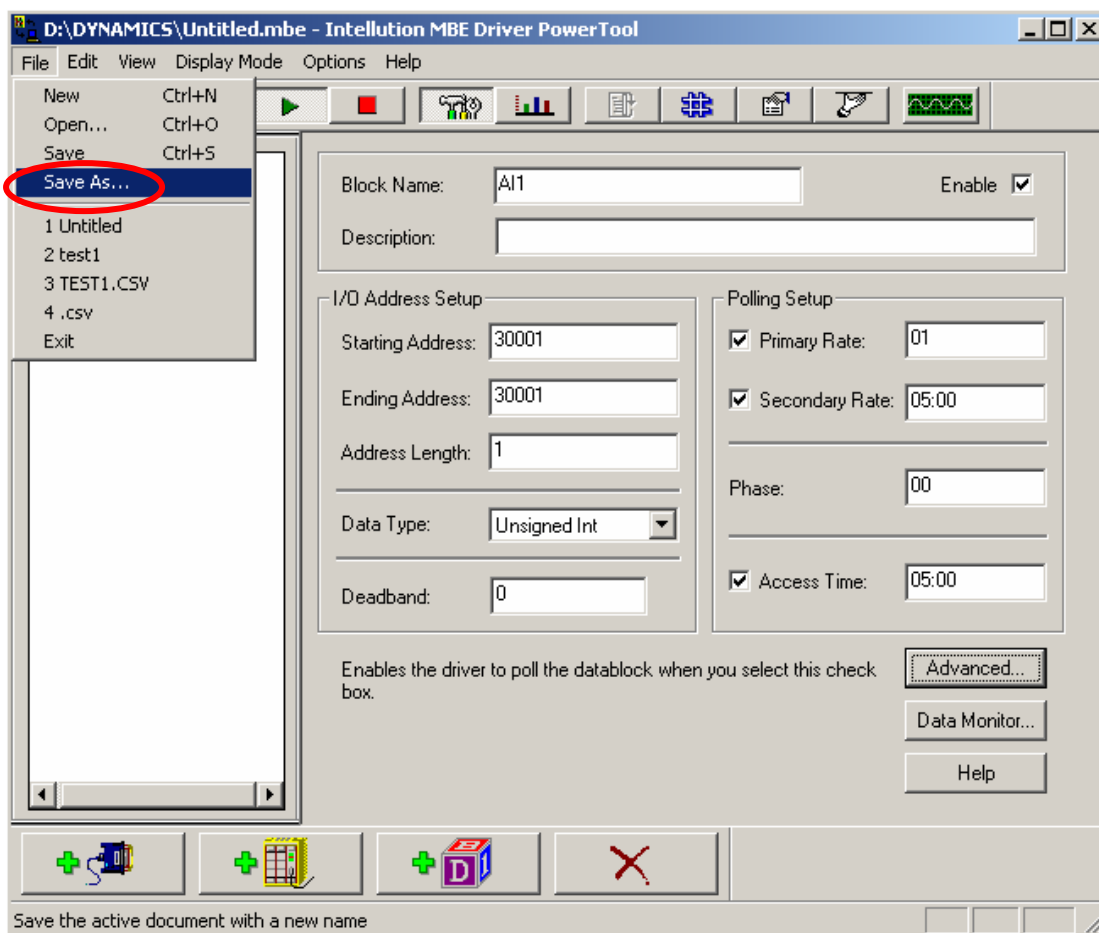 D:\DYNAMICS\Untitled.mbe - Intellution MBE Driver PowerTool
File Edit View Display Mode Options Help
New Ctrl+N
Open... Ctrl+O
Save Ctrl+S
Save As...
1 Untitled
2 test1
3 TEST1.CSV
4 .csv
Exit
Block Name: AI1 Enable
Description:
I/O Address Setup
Starting Address: 30001
Ending Address: 30001
Address Length: 1
Data Type: Unsigned Int
Deadband: 0
Polling Setup
Primary Rate: 01
Secondary Rate: 05:00
Phase: 00
Access Time: 05:00
Enables the driver to poll the datablock when you select this check
box.
Advanced...
Data Monitor...
Help
B
D 1
Save the active document with a new name